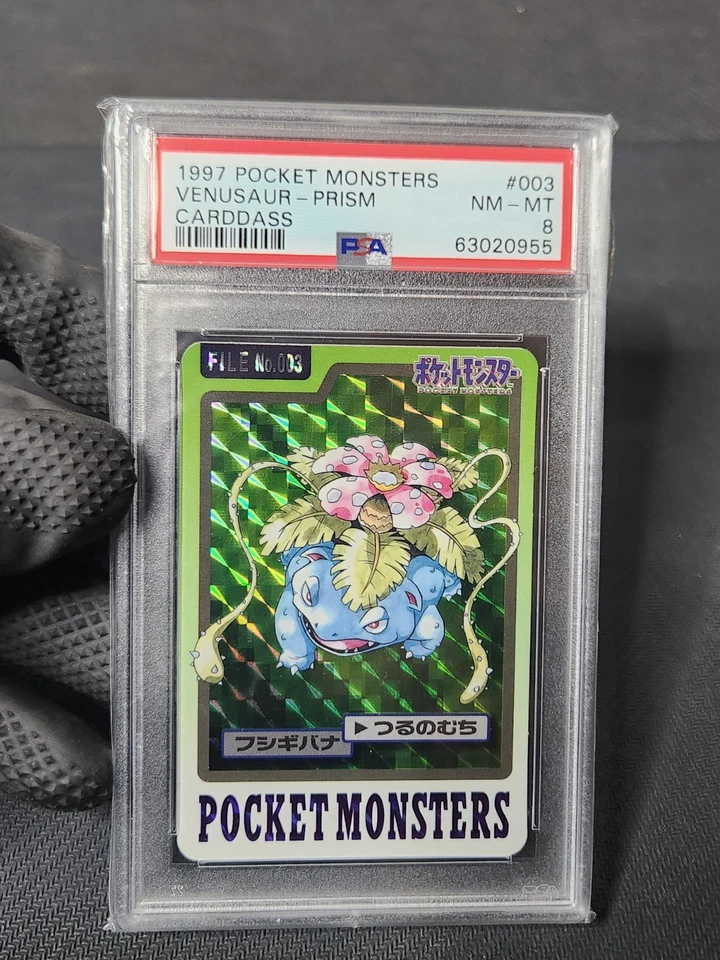 1997 POCKET MONSTERS #003
VENUSAUR - PRISM NM - MT
CARDDASS 8
PSA 63020955
FILE No.003
ポケットモンスター
POCKET MONSTERS
▶つるのむち
フシギバナ
POCKET MONSTERS
PSA